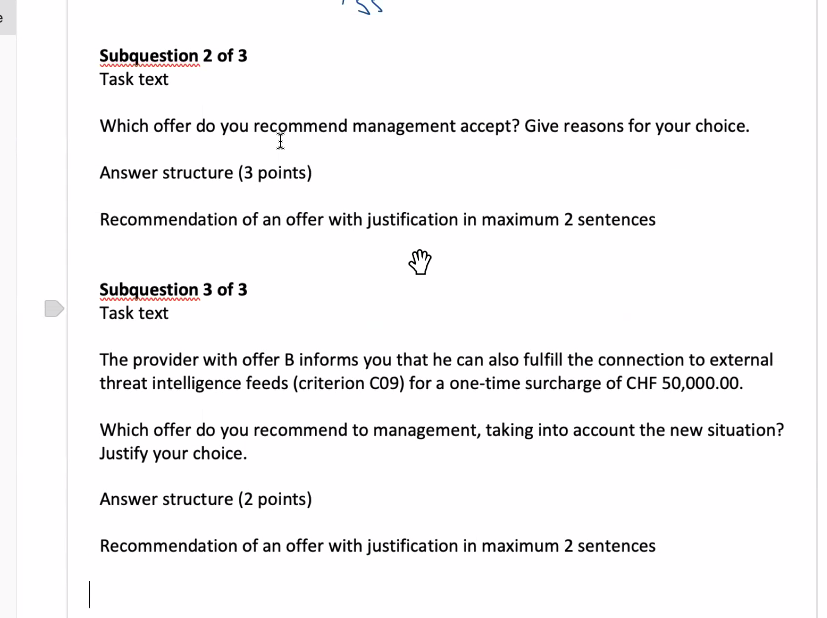 Subquestion 2 of 3
Task text
Which offer do you recommend management accept? Give reasons for your choice.
Answer structure (3 points)
Recommendation of an offer with justification in maximum 2 sentences
Subquestion 3 of 3
Task text
The provider with offer B informs you that he can also fulfill the connection to external
threat intelligence feeds (criterion C09) for a one-time surcharge of CHF 50,000.00.
Which offer do you recommend to management, taking into account the new situation?
Justify your choice.
Answer structure (2 points)
Recommendation of an offer with justification in maximum 2 sentences